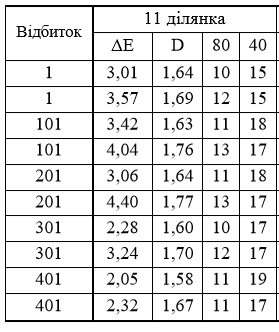 Відбиток 11 ділянка
ΔE D 80 40
1 3,01 1,64 10 15
1 3,57 1,69 12 15
101 3,42 1,63 11 18
101 4,04 1,76 13 17
201 3,06 1,64 11 18
201 4,40 1,77 13 17
301 2,28 1,60 10 17
301 3,24 1,70 12 17
401 2,05 1,58 11 19
401 2,32 1,67 11 17